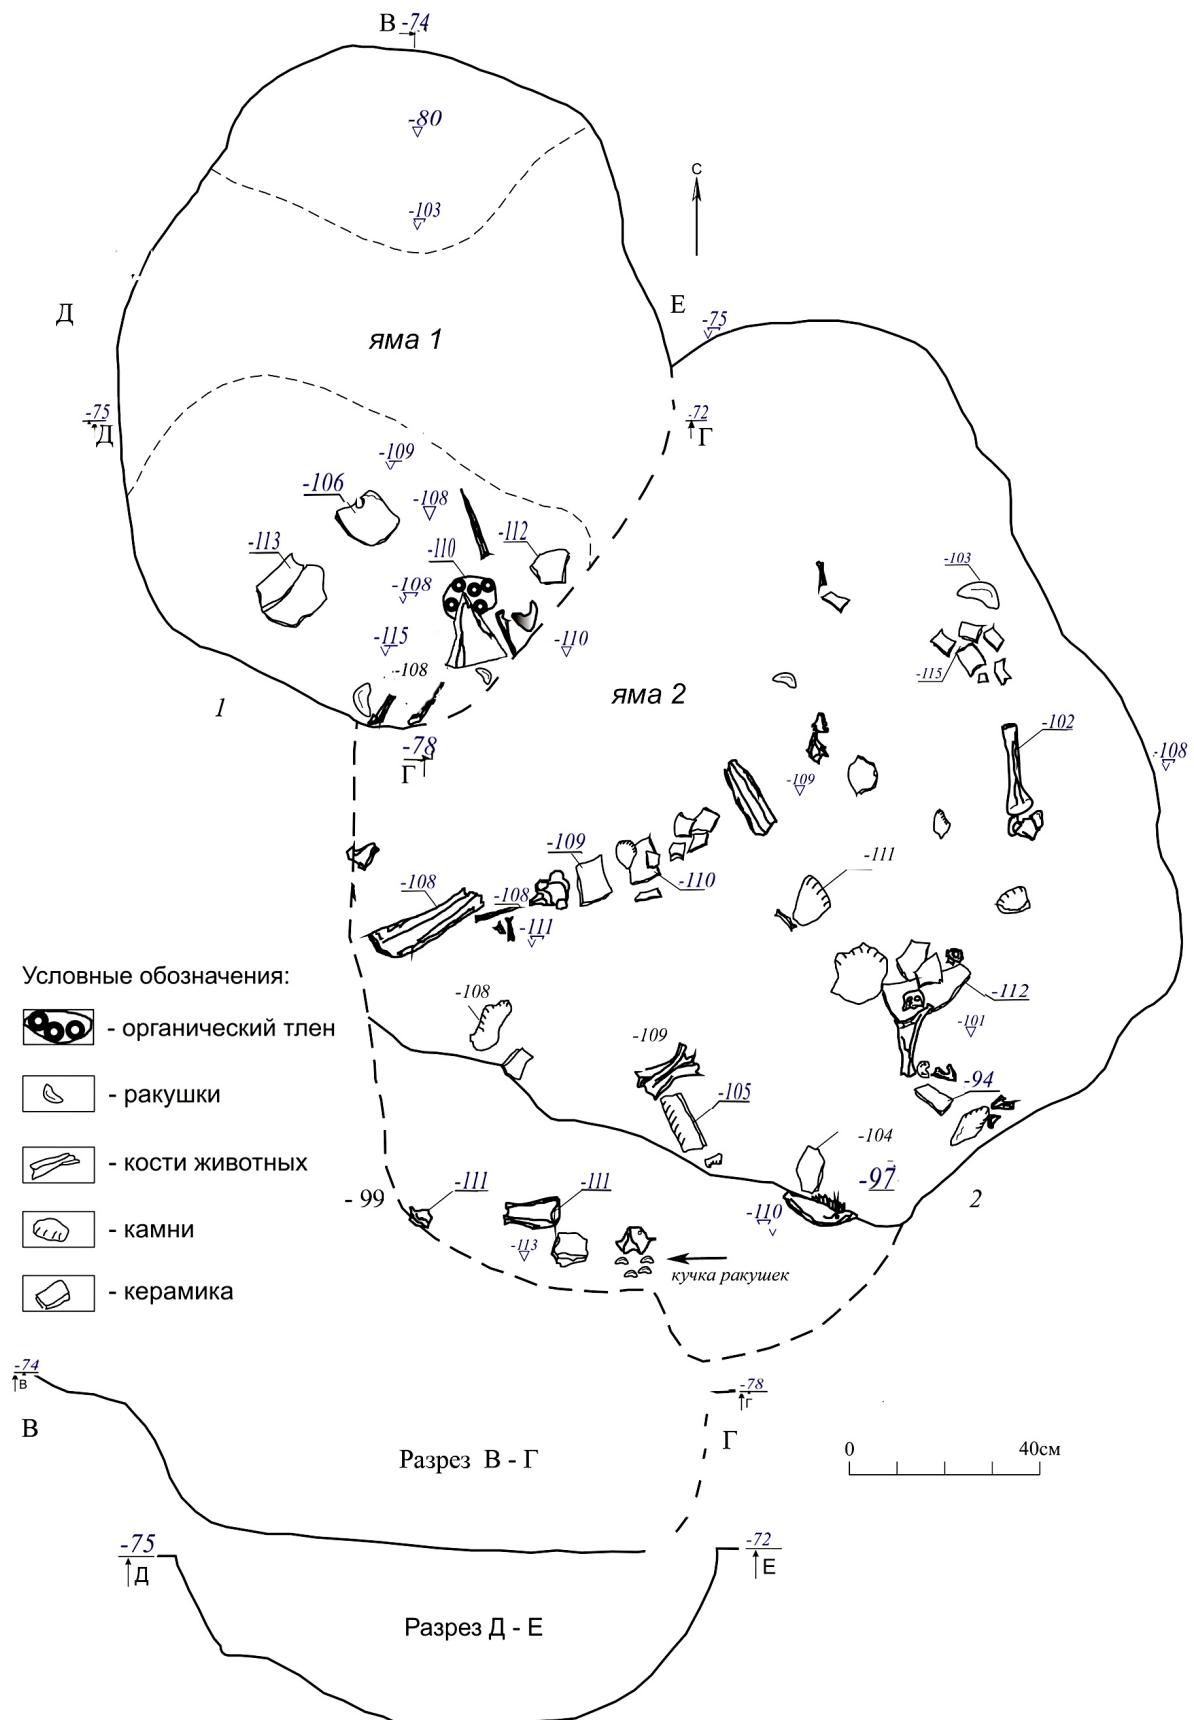 В -74
-80
С
-103
Д
Е
-75
яма 1
-75
Д
-72
Г
-109
-106
-108
-113
-110
-112
-103
-108
-115
-110
-108
-115
1
яма 2
-102
-78
Г
-108
-109
-109
-111
-110
-108
-108
-111
Условные обозначения:
-108
-112
- органический тлен
-101
-109
- ракушки
-94
-105
-104
- кости животных
-97
-111
-111
- 99
2
-110
- камни
-113
кучка ракушек
- керамика
-74
В
-78
Г
В
Г
0 40см
Разрез В - Г
-75
Д
-72
Е
Разрез Д - Е